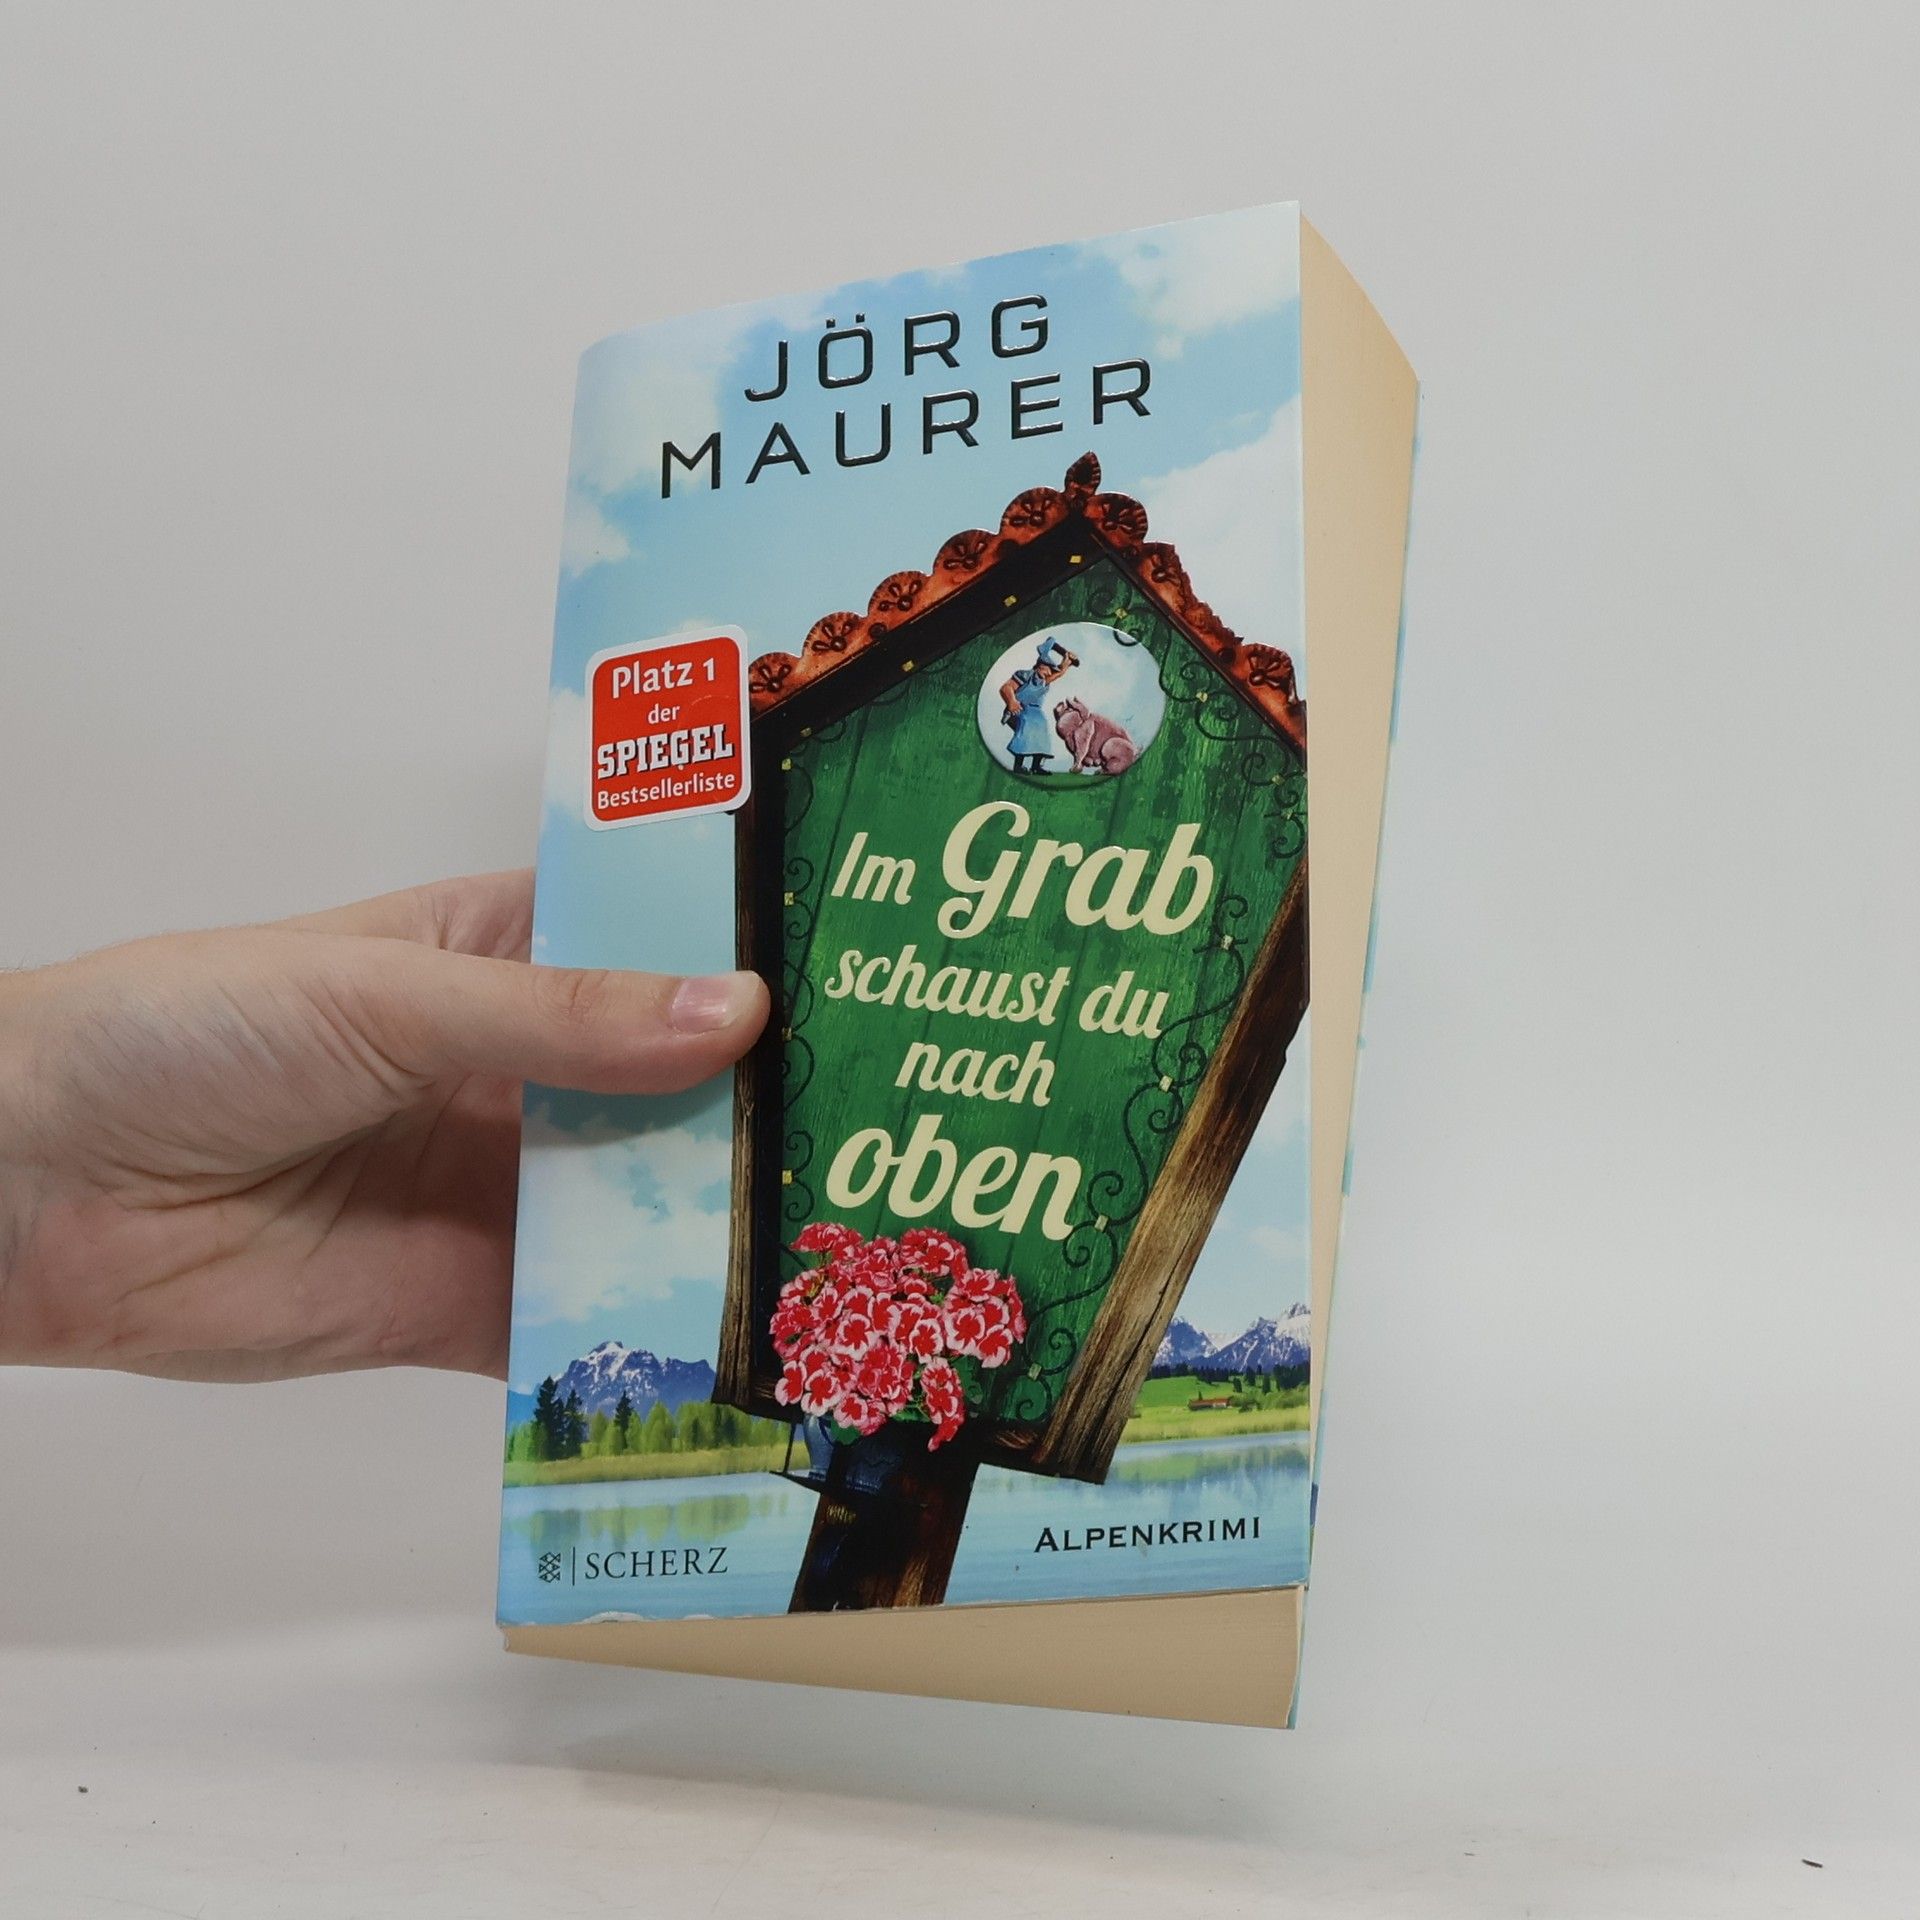 JÖRG
MAURER
Platz 1
der
SPIEGEL
Bestsellerliste
Im Grab
schaust du
nach
oben
ALPENKRIMI
SCHERZ